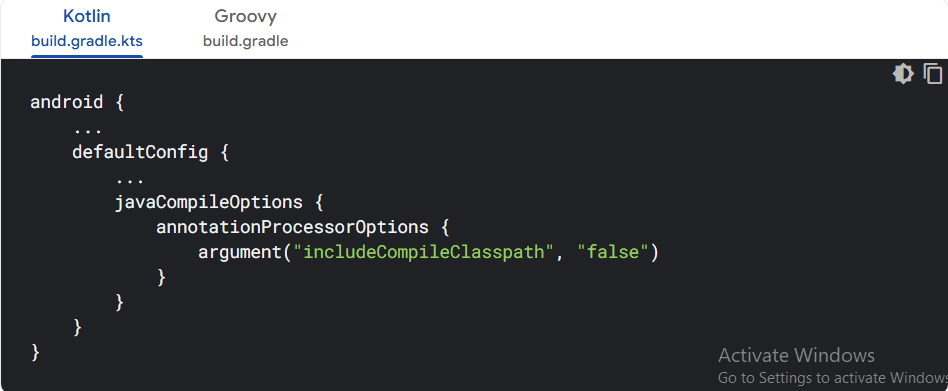 Kotlin Groovy
build.gradle.kts build.gradle
android {
    ...
    defaultConfig {
        ...
        javaCompileOptions {
            annotationProcessorOptions {
                argument("includeCompileClasspath", "false")
            }
        }
    }
}
Activate Windows
Go to Settings to activate Windows